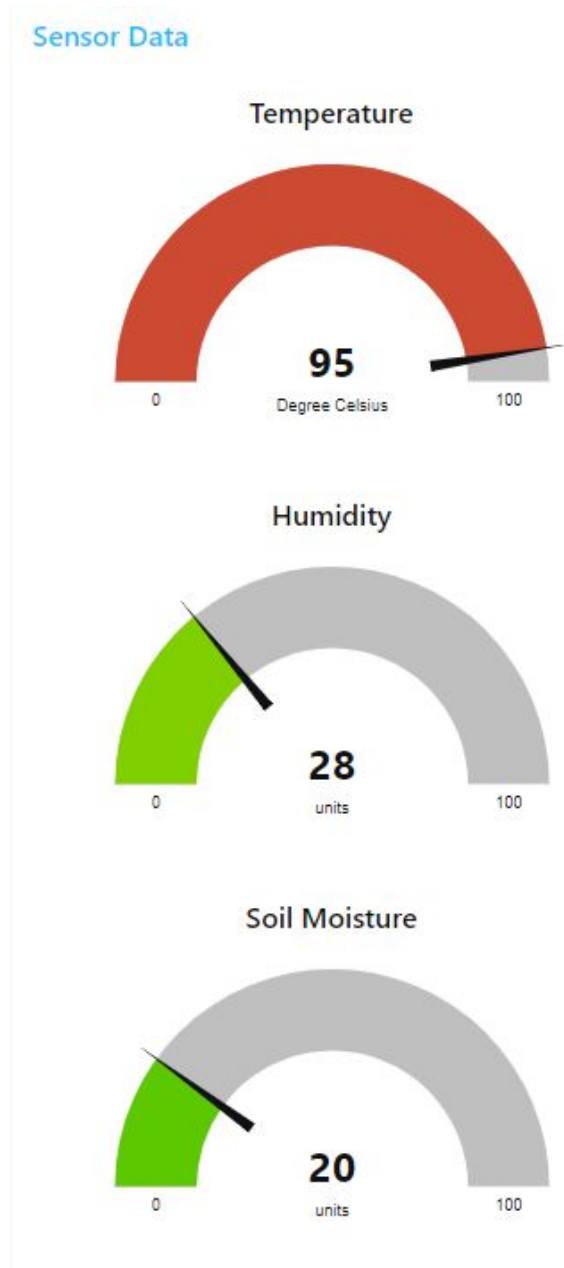 Sensor Data
Temperature
95
Degree Celsius
0 100
Humidity
28
units
0 100
Soil Moisture
20
units
0 100